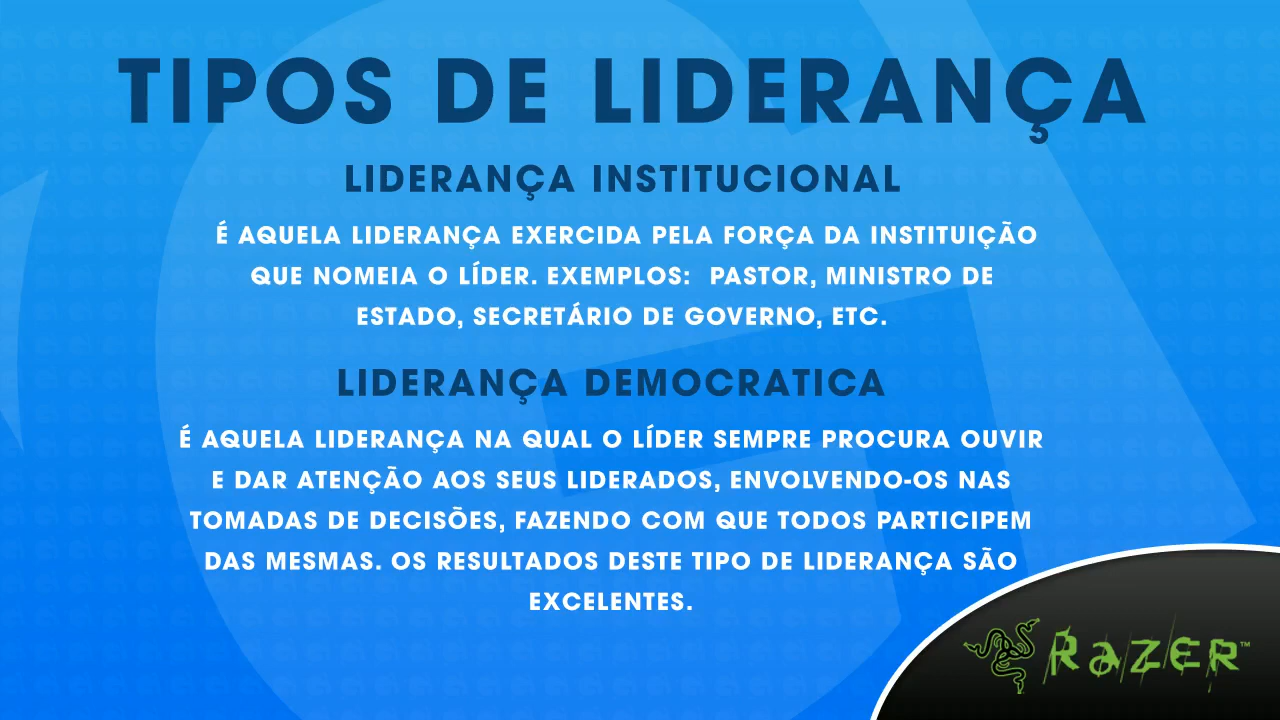 TIPOS DE LIDERANÇA
LIDERANÇA INSTITUCIONAL
É AQUELA LIDERANÇA EXERCIDA PELA FORÇA DA INSTITUIÇÃO
QUE NOMEIA O LÍDER. EXEMPLOS:  PASTOR, MINISTRO DE
ESTADO, SECRETÁRIO DE GOVERNO, ETC.
LIDERANÇA DEMOCRATICA
É AQUELA LIDERANÇA NA QUAL O LÍDER SEMPRE PROCURA OUVIR
E DAR ATENÇÃO AOS SEUS LIDERADOS, ENVOLVENDO-OS NAS
TOMADAS DE DECISÕES, FAZENDO COM QUE TODOS PARTICIPEM
DAS MESMAS. OS RESULTADOS DESTE TIPO DE LIDERANÇA SÃO
EXCELENTES.
RAZER™